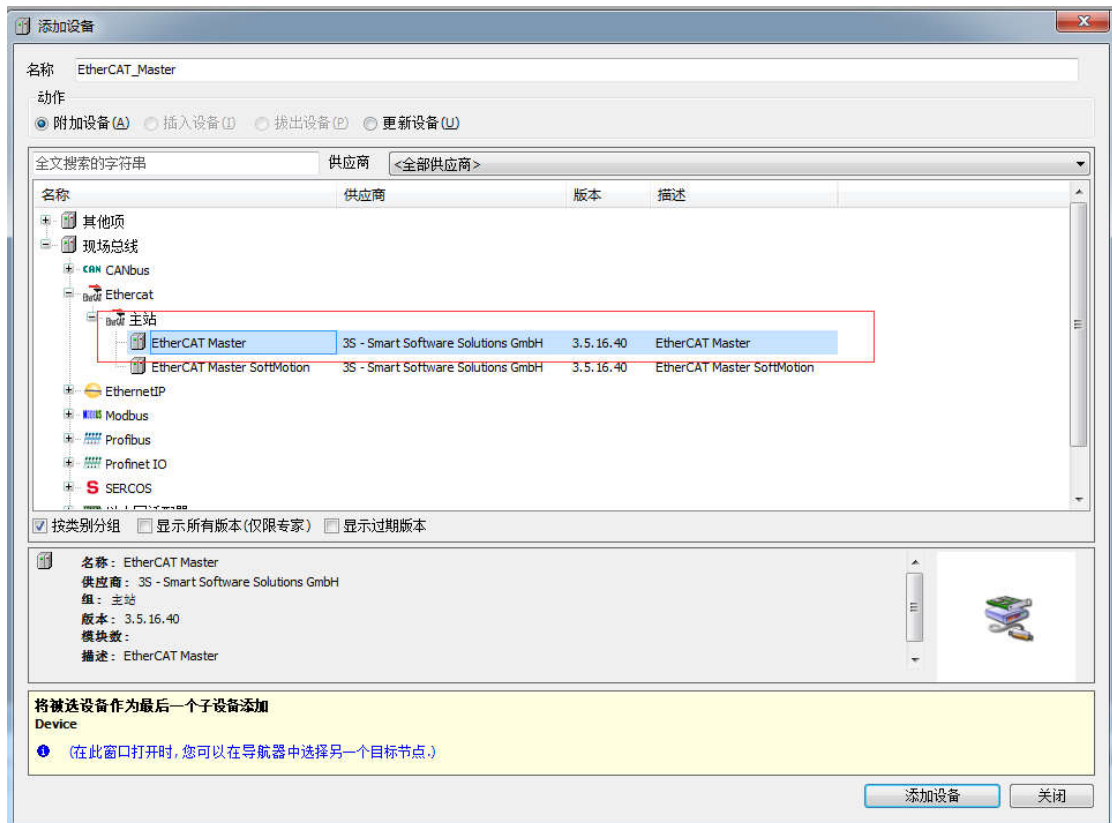 添加设备
名称 EtherCAT_Master
动作
附加设备(A) 插入设备(I) 拔出设备(P) 更新设备(U)
全文搜索的字符串 供应商 <全部供应商>
名称 供应商 版本 描述
其他项
现场总线
CAN CANbus
Ethercat
主站
EtherCAT Master 3S - Smart Software Solutions GmbH 3.5.16.40 EtherCAT Master
EtherCAT Master SoftMotion 3S - Smart Software Solutions GmbH 3.5.16.40 EtherCAT Master SoftMotion
EthernetIP
Modbus
Profibus
Profinet IO
S SERCOS
按类别分组 显示所有版本(仅限专家) 显示过期版本
名称: EtherCAT Master
供应商: 3S - Smart Software Solutions GmbH
组: 主站
版本: 3.5.16.40
模块数:
描述: EtherCAT Master
将被选设备作为最后一个子设备添加
Device
(在此窗口打开时,您可以在导航器中选择另一个目标节点.)
添加设备 关闭